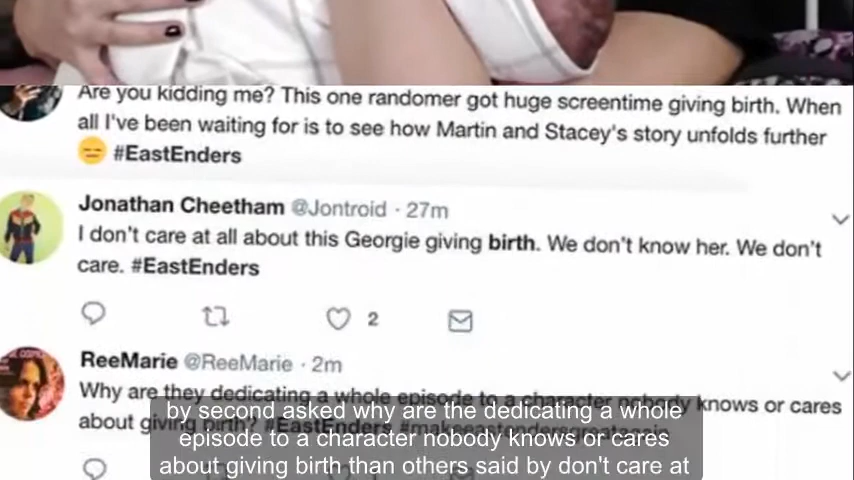 Are you kidding me? This one randomer got huge screentime giving birth. When
all I've been waiting for is to see how Martin and Stacey's story unfolds further
#EastEnders
Jonathan Cheetham @Jontroid · 27m
I don't care at all about this Georgie giving birth. We don't know her. We don't
care. #EastEnders
2
ReeMarie @ReeMarie · 2m
Why are they dedicating a whole episode to a character nobody knows or cares
about giving birth? #EastEnders #makeeastendersgreatagain
by second asked why are the dedicating a whole
episode to a character nobody knows or cares
about giving birth than others said by don't care at